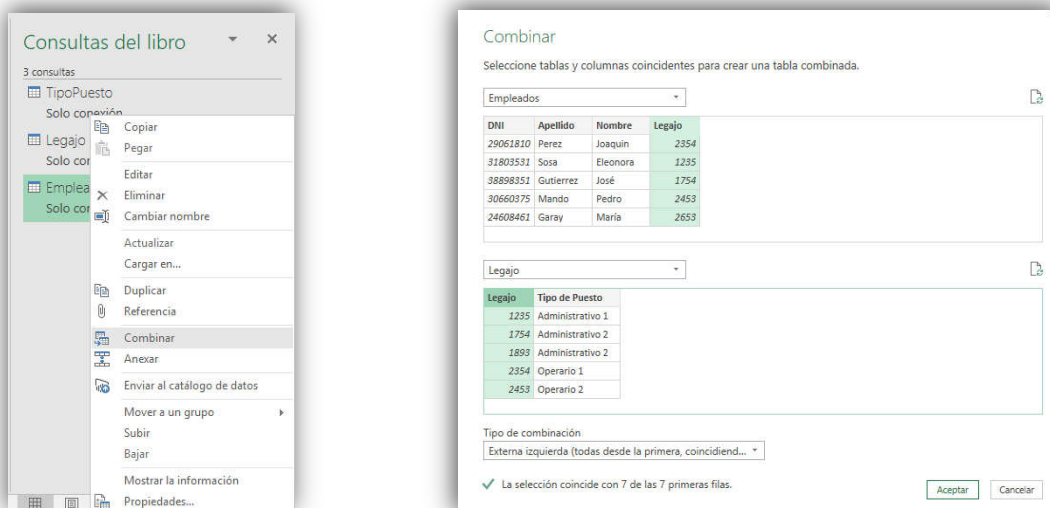 Consultas del libro
3 consultas
TipoPuesto
Solo conexión
Legajo
Solo con
Emplea
Solo con
Copiar
Pegar
Editar
Eliminar
Cambiar nombre
Actualizar
Cargar en...
Duplicar
Referencia
Combinar
Anexar
Enviar al catálogo de datos
Mover a un grupo
Subir
Bajar
Mostrar la información
Propiedades...
Combinar
Seleccione tablas y columnas coincidentes para crear una tabla combinada.
Empleados
DNI Apellido Nombre Legajo
29061810 Perez Joaquin 2354
31803531 Sosa Eleonora 1235
38898351 Gutierrez José 1754
30660375 Mando Pedro 2453
24608461 Garay María 2653
Legajo
Legajo Tipo de Puesto
1235 Administrativo 1
1754 Administrativo 2
1893 Administrativo 2
2354 Operario 1
2453 Operario 2
Tipo de combinación
Externa izquierda (todas desde la primera, coincidiend...
La selección coincide con 7 de las 7 primeras filas.
Aceptar Cancelar